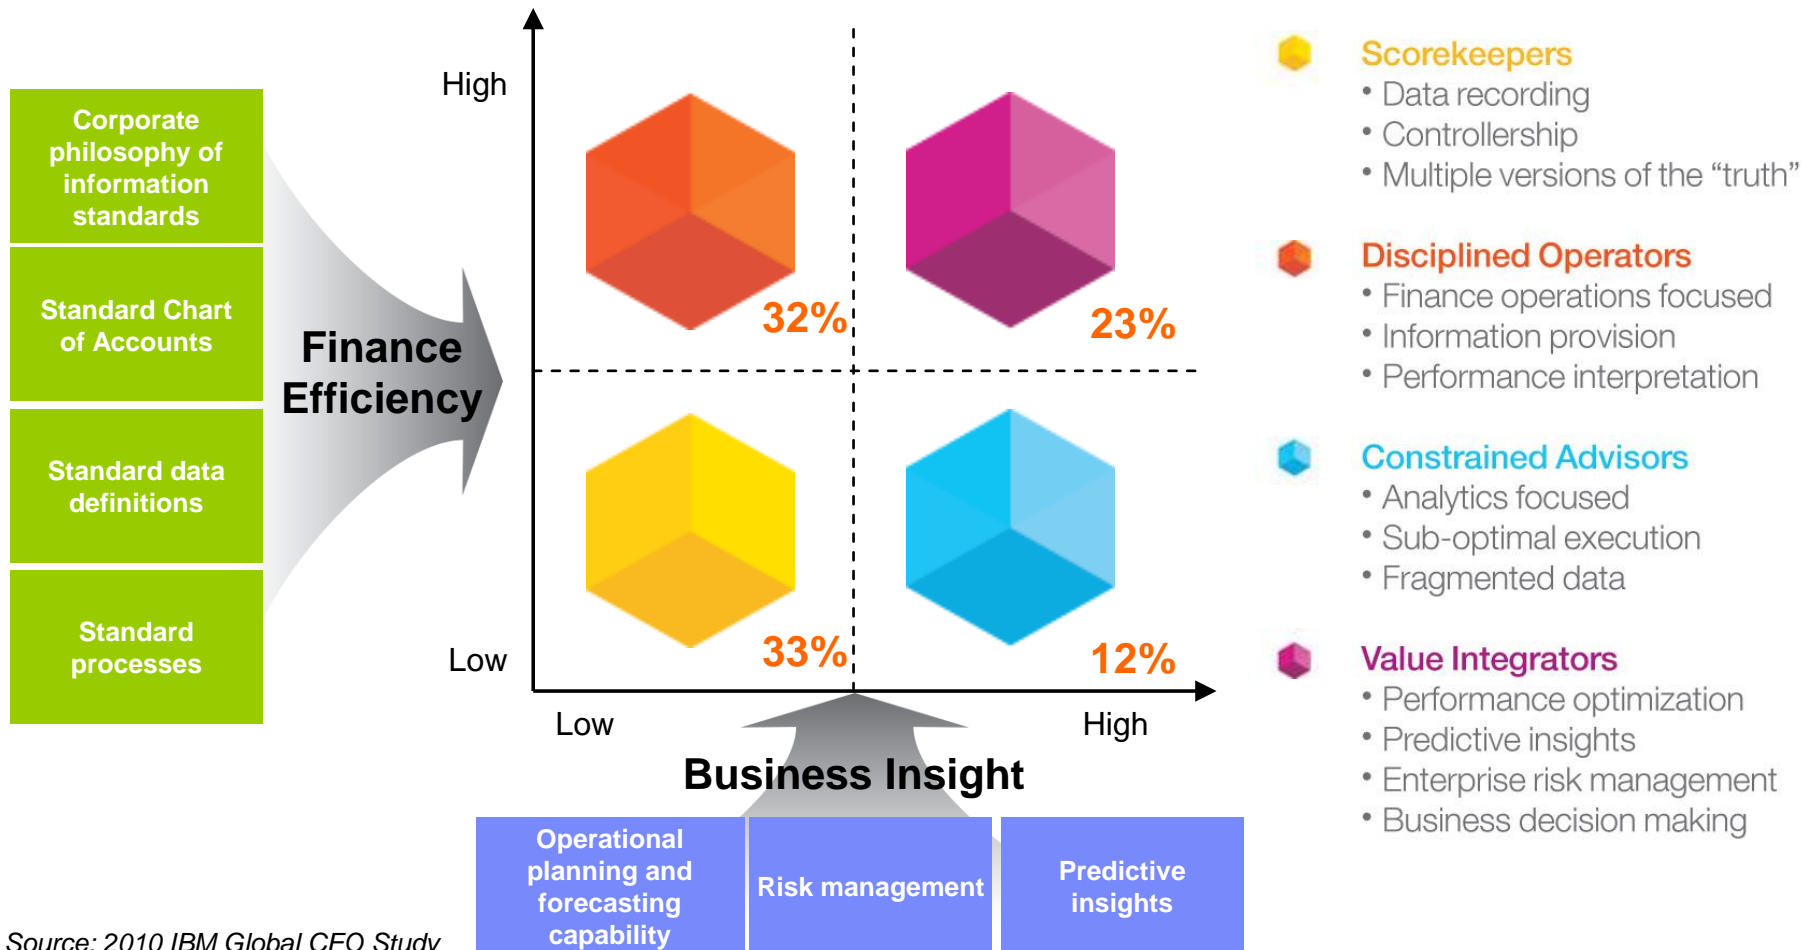 Corporate
philosophy of
information
standards
Standard Chart
of Accounts
Standard data
definitions
Standard
processes
Finance
Efficiency
High
Low
32%
23%
33%
12%
Low
High
Business Insight
Operational
planning and
forecasting
capability
Risk management
Predictive
insights
Scorekeepers
• Data recording
• Controllership
• Multiple versions of the “truth”
Disciplined Operators
• Finance operations focused
• Information provision
• Performance interpretation
Constrained Advisors
• Analytics focused
• Sub-optimal execution
• Fragmented data
Value Integrators
• Performance optimization
• Predictive insights
• Enterprise risk management
• Business decision making
Source: 2010 IBM Global CFO Study